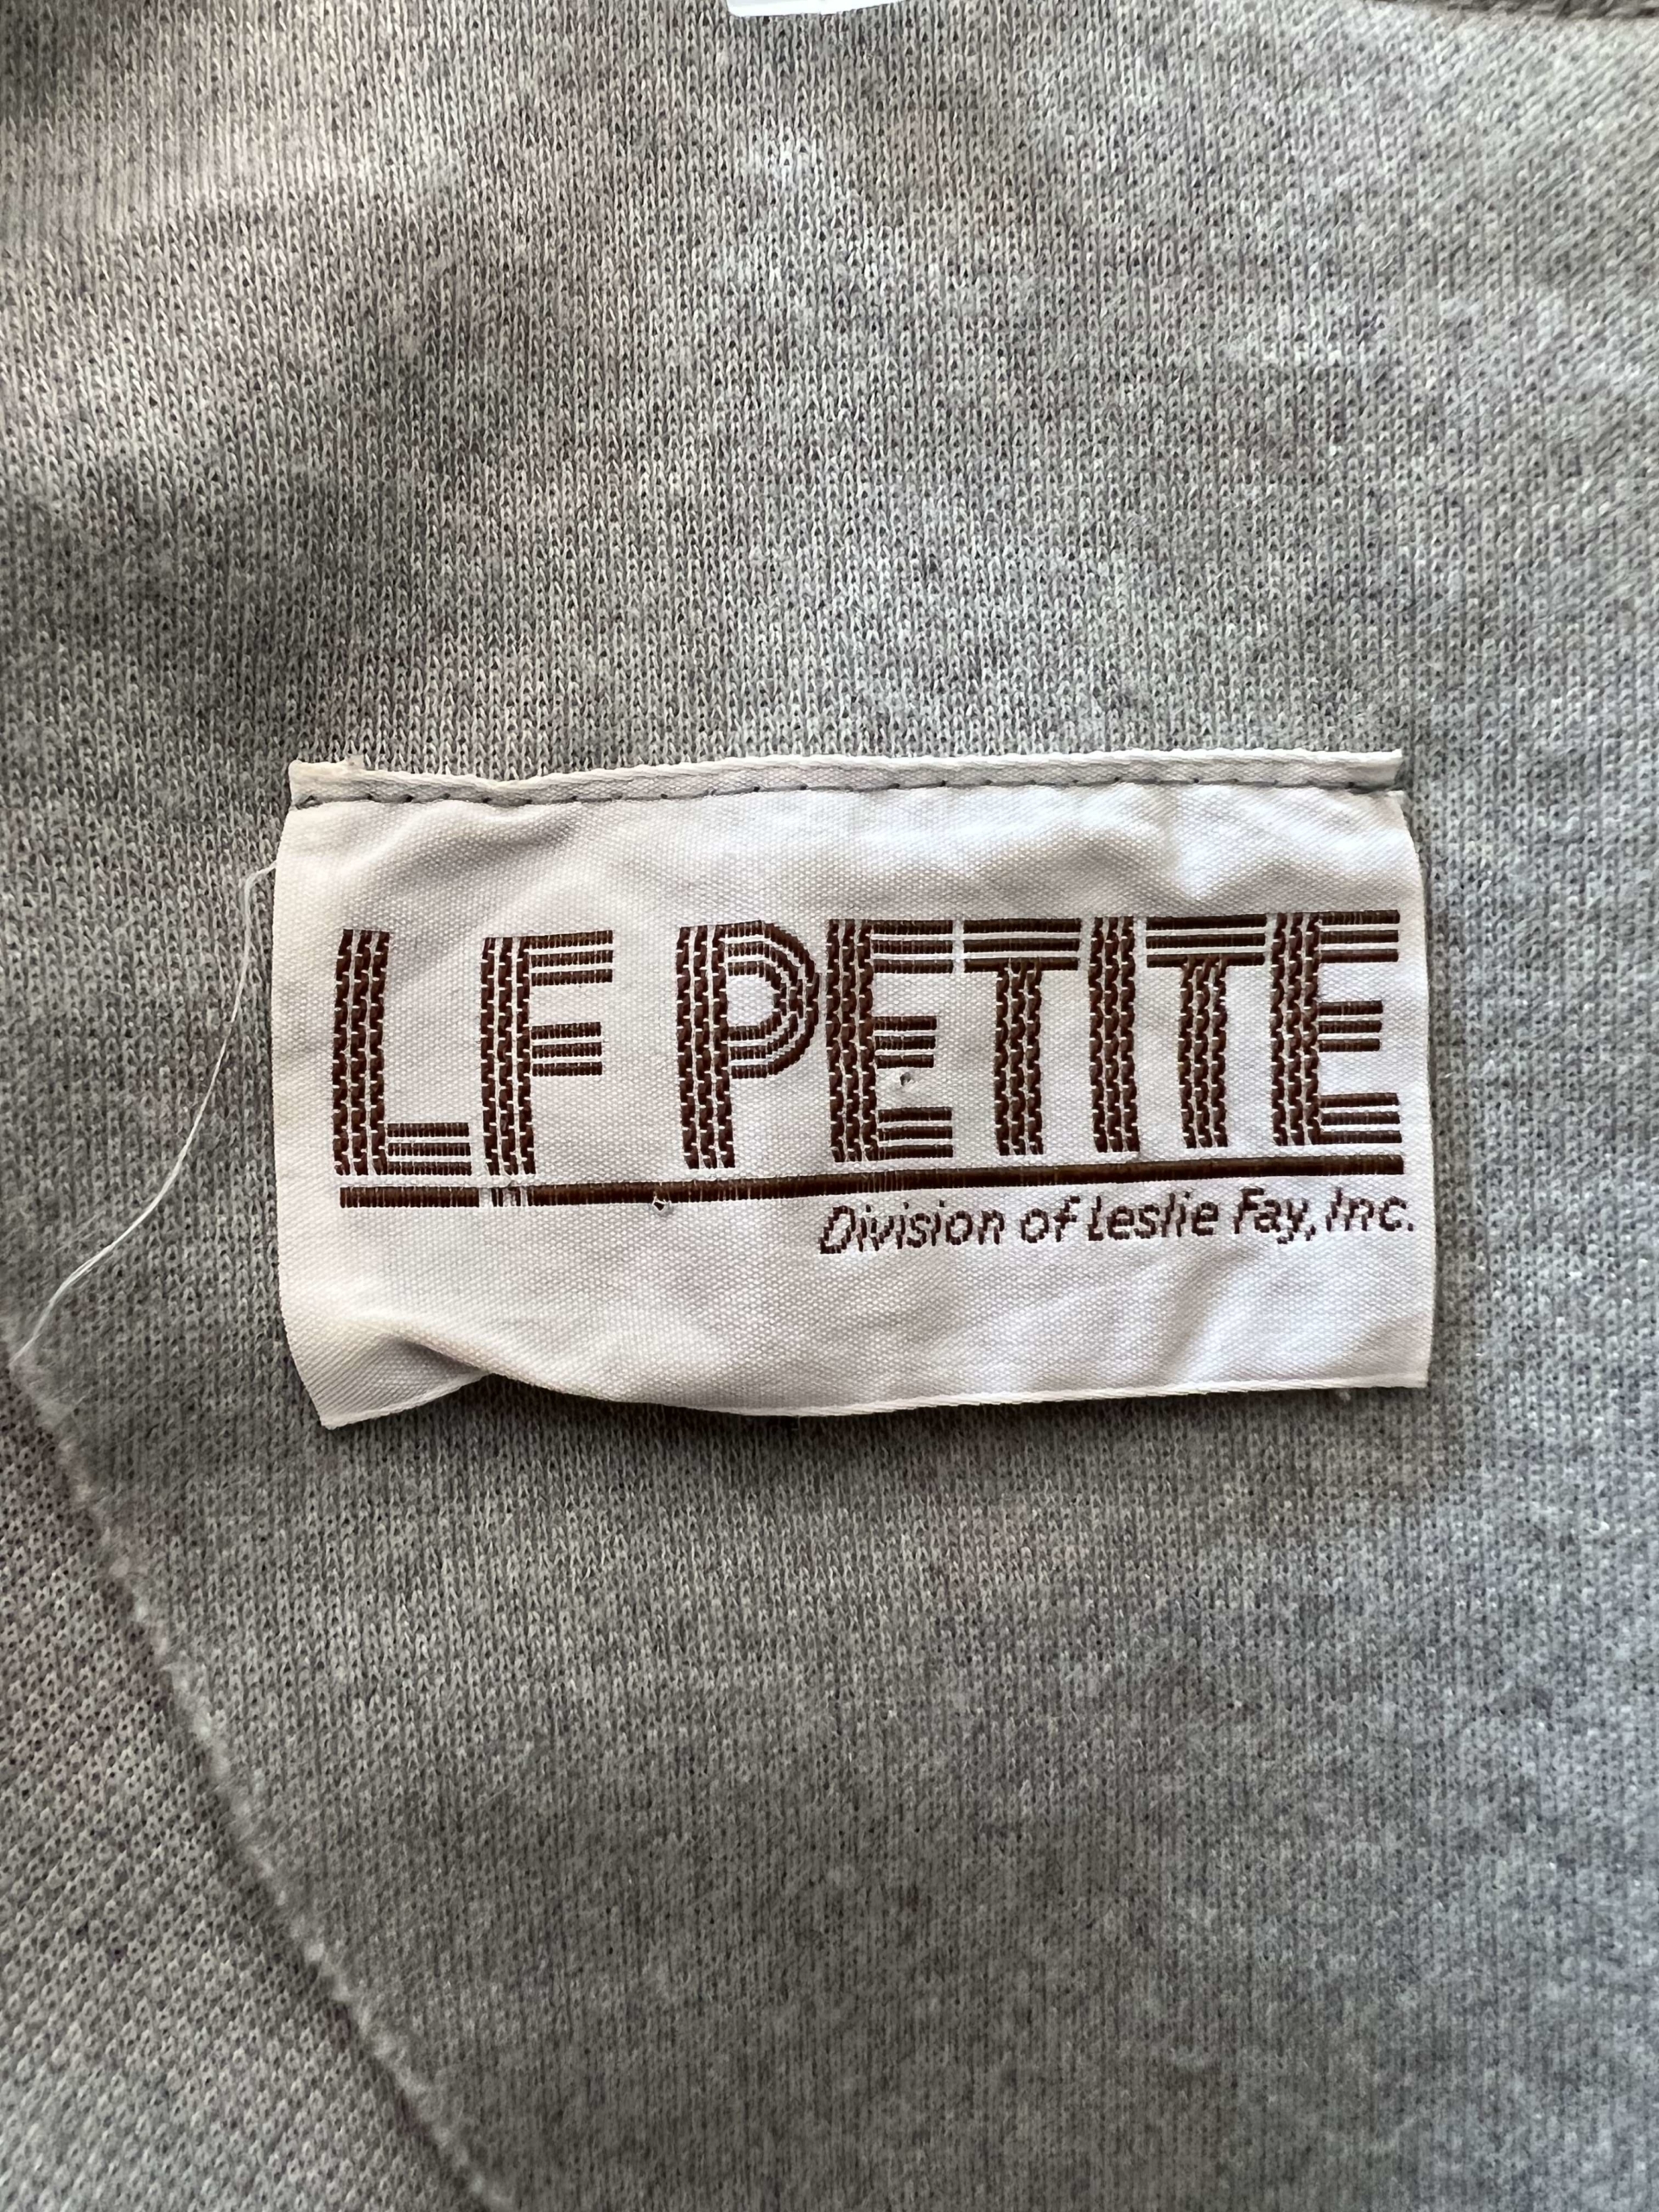 LF PETITE
Division of Leslie Fay, Inc.